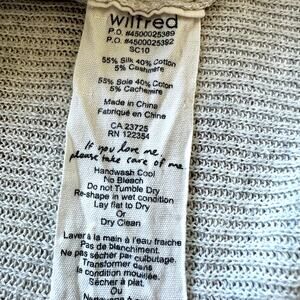 wilfred
P.O. #4500025389
P.O. #4500025392
SC10
55% Silk 40% Cotton
5% Cashmere
55% Soie 40% Coton
5% Cachemire
Made in China
Fabriqué en Chine
CA 23725
RN 122354
If you love me
please take care of me
Handwash Cool
No Bleach
Do not Tumble Dry
Re-shape in wet condition
Lay flat to Dry
Or
Dry Clean
Laver à la main à l'eau fraiche
Pas de blanchiment.
Ne pas sécher par culbutage.
Transformer dans
la condition mouillée.
Sécher à plat.
Ou